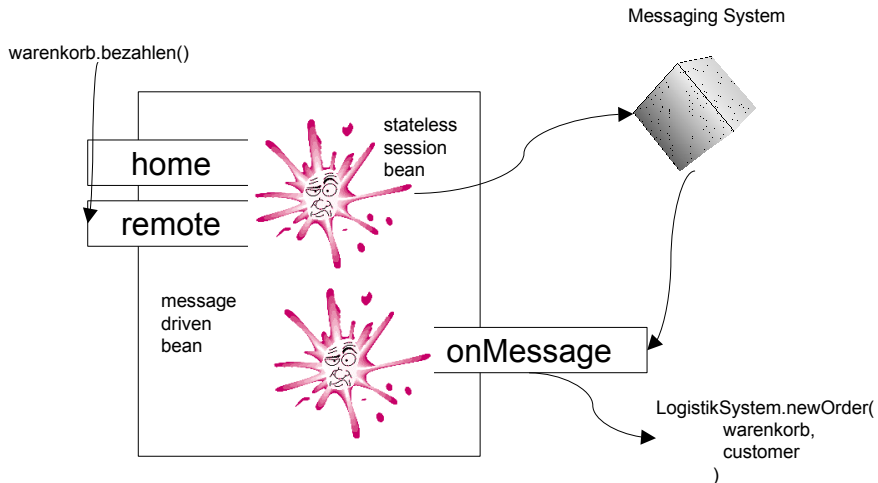 Messaging System
warenkorb.bezahlen()
stateless
session
bean
home
remote
message
driven
bean
onMessage
LogistikSystem.newOrder(
warenkorb,
customer
)